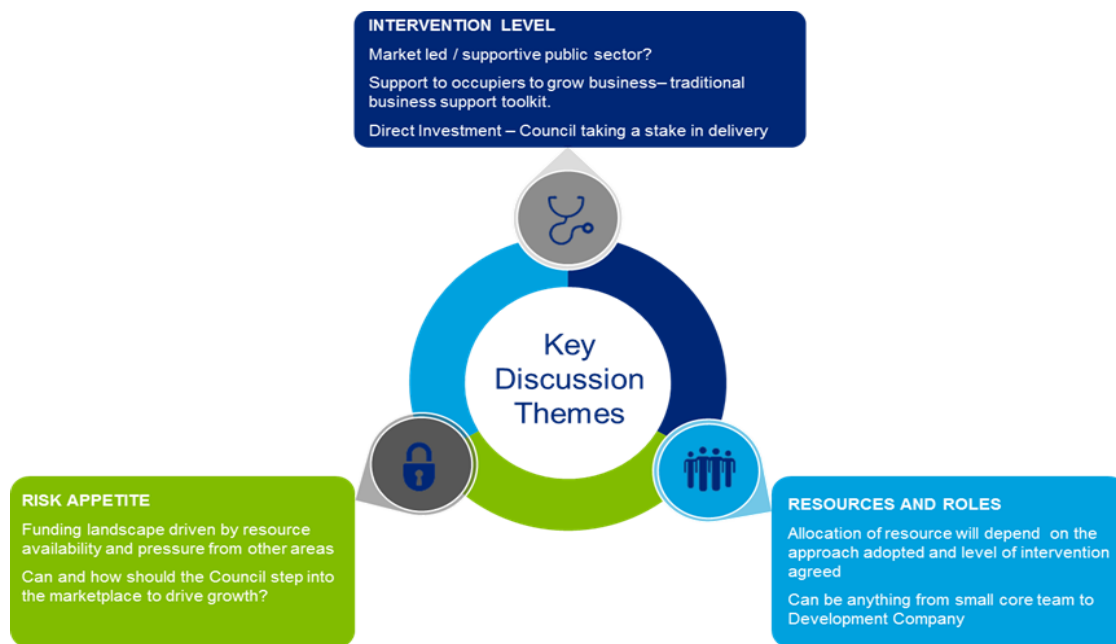 INTERVENTION LEVEL
Market led / supportive public sector?
Support to occupiers to grow business– traditional
business support toolkit.
Direct Investment – Council taking a stake in delivery
Key
Discussion
Themes
RISK APPETITE
Funding landscape driven by resource
availability and pressure from other areas
Can and how should the Council step into
the marketplace to drive growth?
RESOURCES AND ROLES
Allocation of resource will depend on the
approach adopted and level of intervention
agreed
Can be anything from small core team to
Development Company